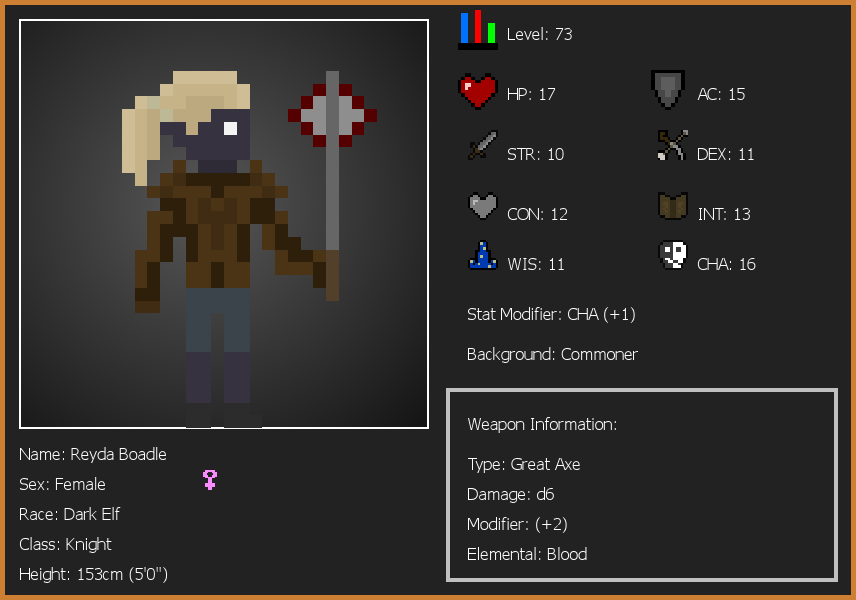 Level: 73
HP: 17
AC: 15
STR: 10
DEX: 11
CON: 12
INT: 13
WIS: 11
CHA: 16
Stat Modifier: CHA (+1)
Background: Commoner
Weapon Information:
Type: Great Axe
Damage: d6
Modifier: (+2)
Elemental: Blood
Name: Reyda Boadle
Sex: Female
Race: Dark Elf
Class: Knight
Height: 153cm (5'0")